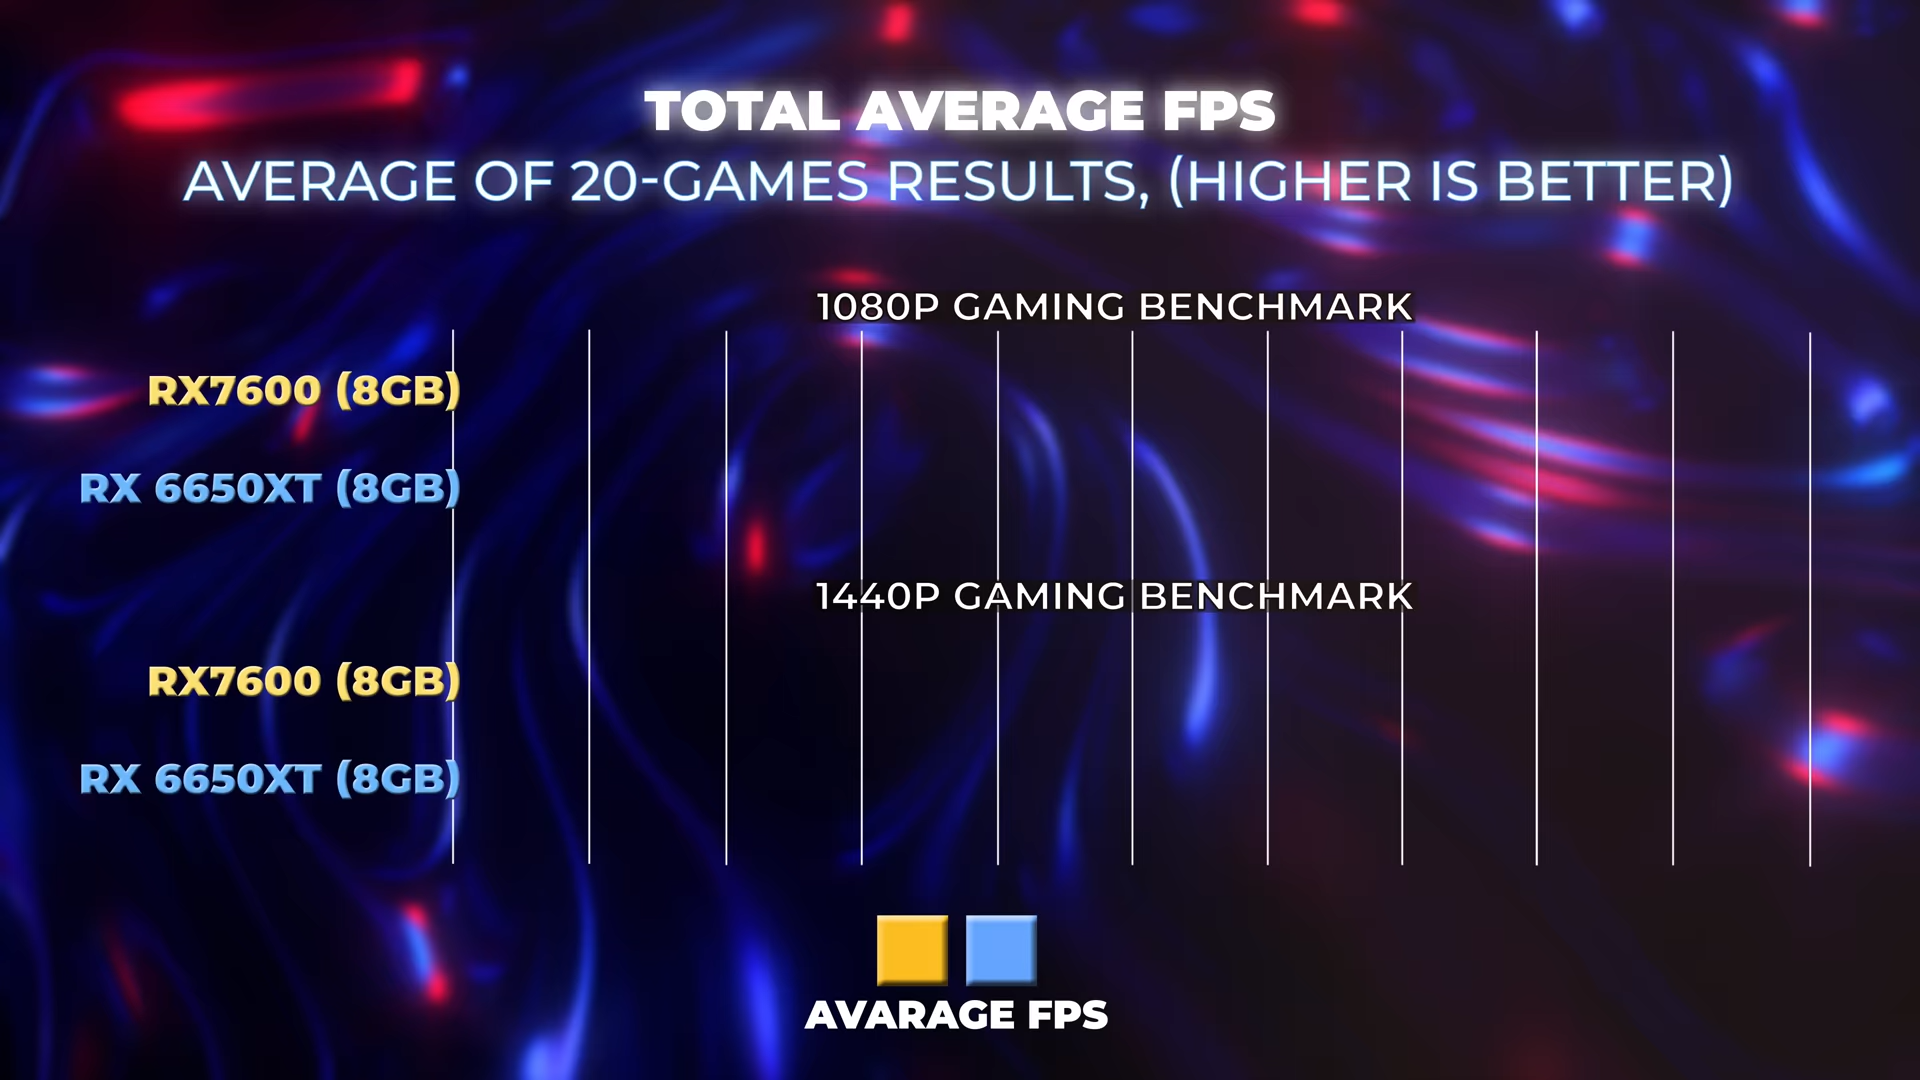 TOTAL AVERAGE FPS
AVERAGE OF 20-GAMES RESULTS, (HIGHER IS BETTER)
1080P GAMING BENCHMARK
RX7600 (8GB)
RX 6650XT (8GB)
1440P GAMING BENCHMARK
RX7600 (8GB)
RX 6650XT (8GB)
AVARAGE FPS